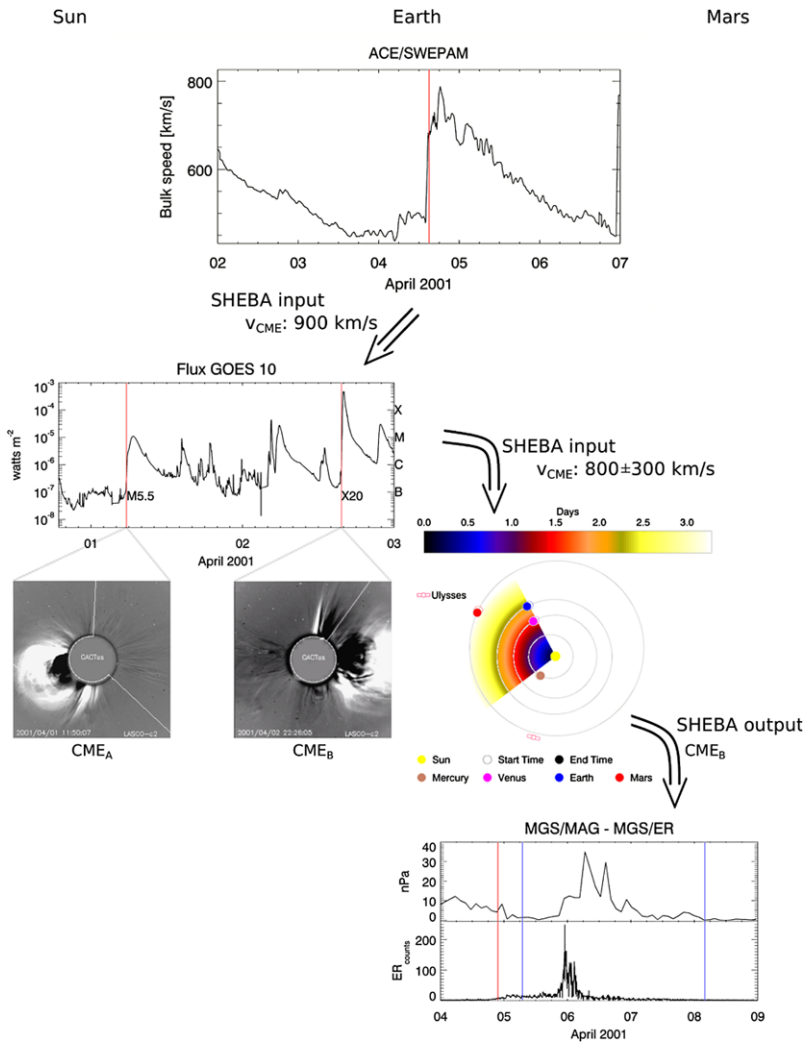 Sun Earth Mars
ACE/SWEPAM
Bulk speed [km/s]
800
600
02 03 04 05 06 07
April 2001
SHEBA input
vCME: 900 km/s
Flux GOES 10
watts m-2
10-3
10-4
10-5
10-6
10-7
10-8
X
M
C
B
M5.5 X20
01 02 03
April 2001
SHEBA input
vCME: 800±300 km/s
Days
0.0 0.5 1.0 1.5 2.0 2.5 3.0
Ulysses
CACTus
2001/04/01 11:50:07 LASCO-c2
CMEA
CACTus
2001/04/02 22:26:05 LASCO-c2
CMEB
Sun Start Time End Time
Mercury Venus Earth Mars
SHEBA output
CMEB
MGS/MAG - MGS/ER
nPa
40
30
20
10
0
ERcounts
200
100
0
04 05 06 07 08 09
April 2001